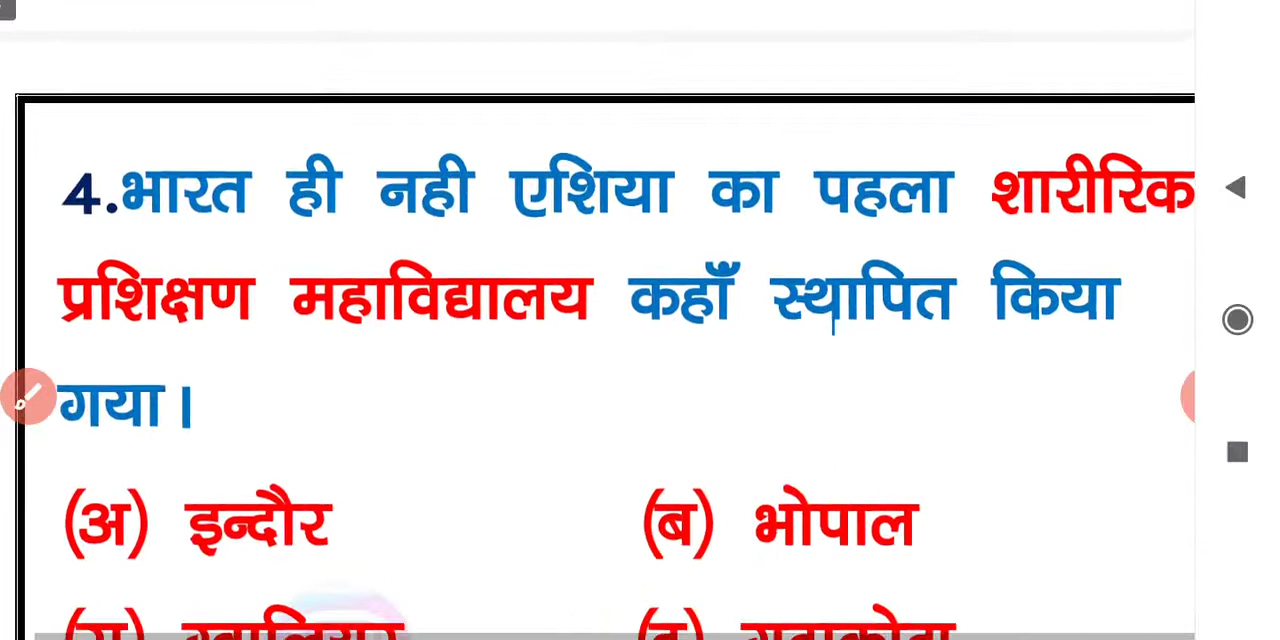 4.भारत ही नही एशिया का पहला शारीरिक
प्रशिक्षण महाविद्यालय कहाँ स्थापित किया
गया।
(अ) इन्दौर (ब) भोपाल